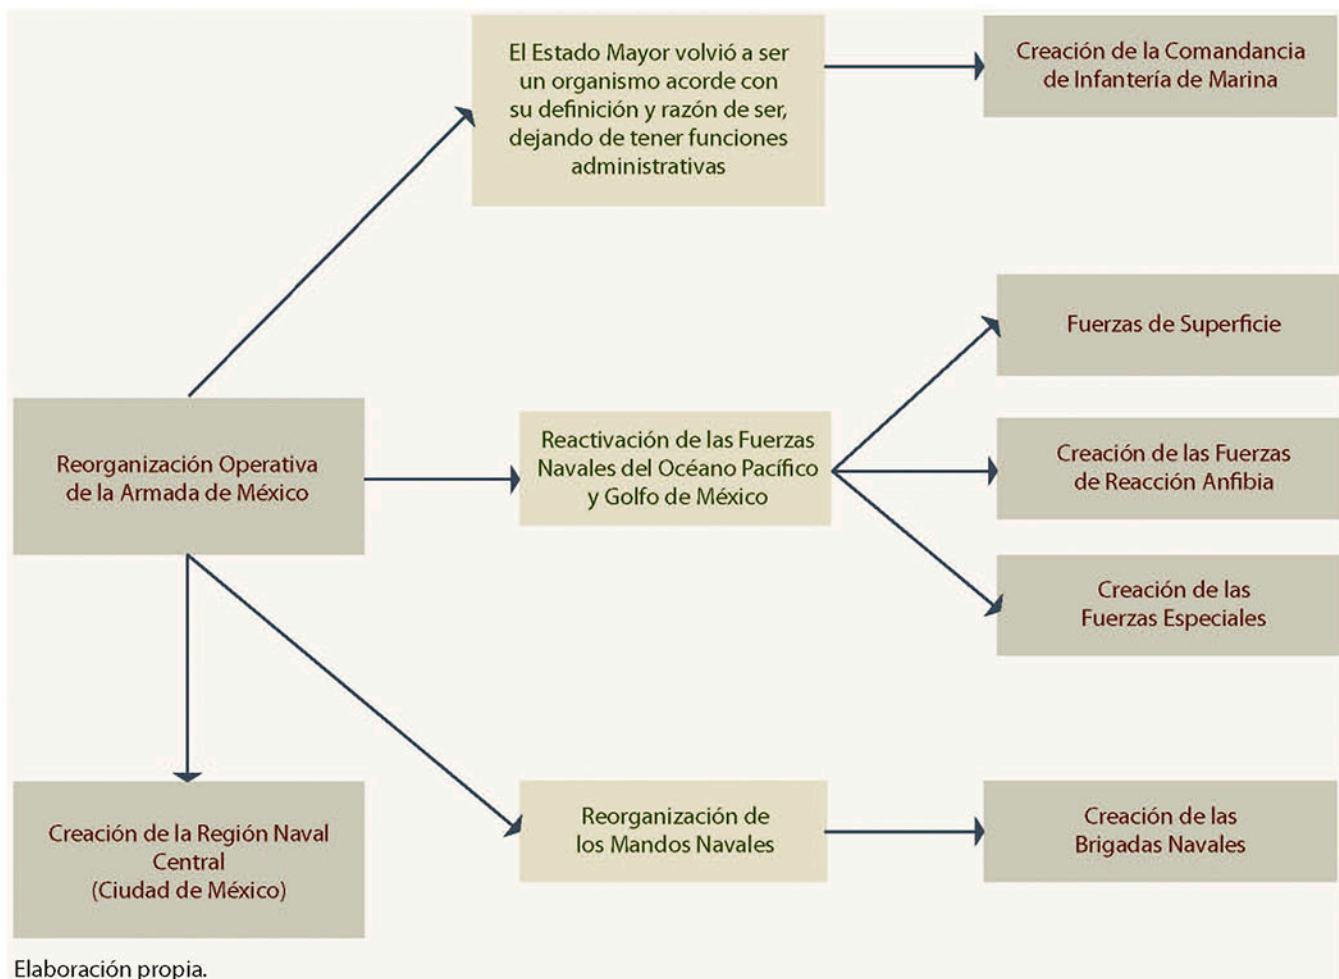 El Estado Mayor volvió a ser
un organismo acorde con
su definición y razón de ser,
dejando de tener funciones
administrativas
Creación de la Comandancia
de Infantería de Marina
Fuerzas de Superficie
Reorganización Operativa
de la Armada de México
Reactivación de las Fuerzas
Navales del Océano Pacífico
y Golfo de México
Creación de las Fuerzas
de Reacción Anfibia
Creación de las
Fuerzas Especiales
Creación de la Región Naval
Central
(Ciudad de México)
Reorganización de
los Mandos Navales
Creación de las
Brigadas Navales
Elaboración propia.